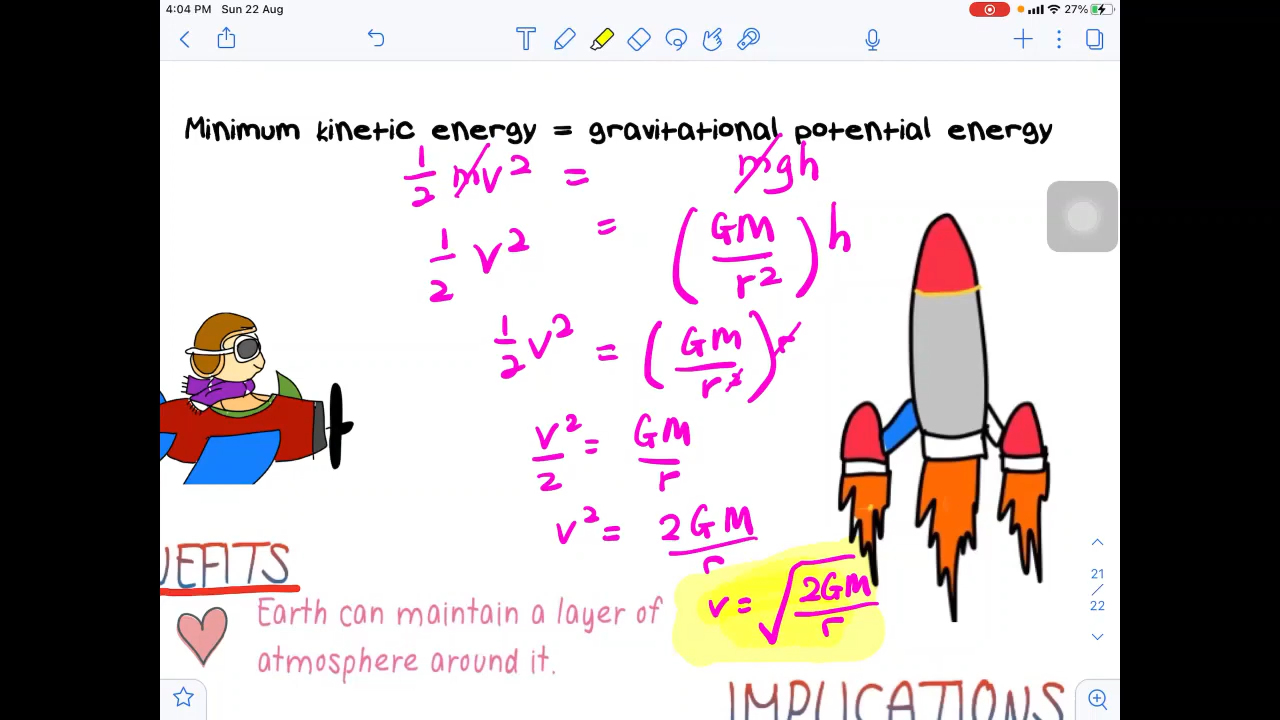 4:04 PM Sun 22 Aug 27%
Minimum kinetic energy = gravitational potential energy
1/2 mv² = mgh
1/2 v² = (GM/r²)h
1/2 v² = (GM/r²)r
v²/2 = GM/r
v² = 2GM/r
v = √(2GM/r)
EFITS
Earth can maintain a layer of
atmosphere around it.
IMPLICATIONS
21
/
22